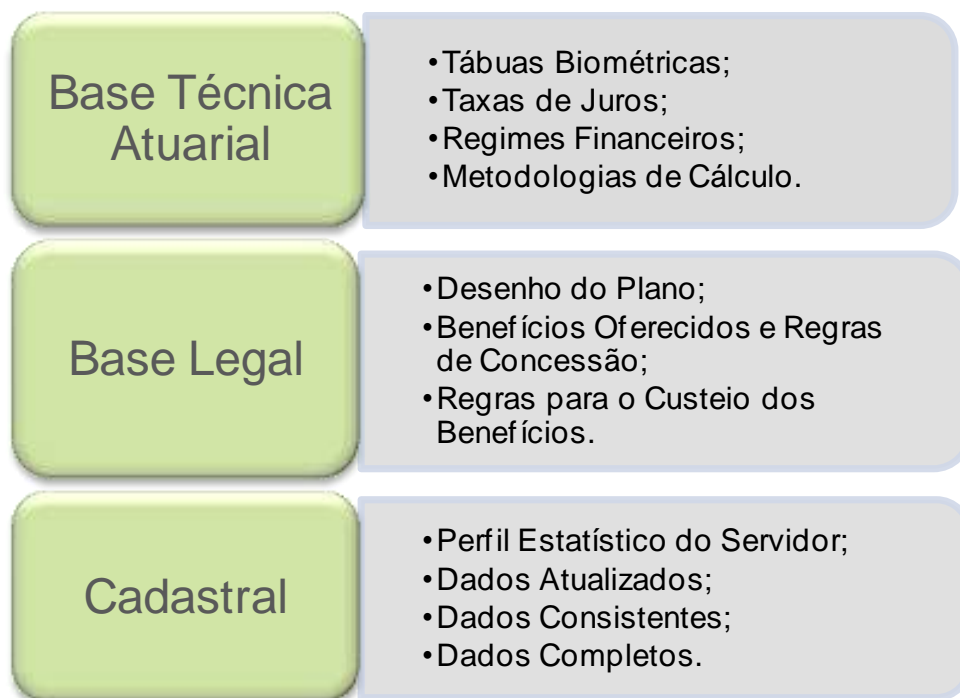 Base Técnica
Atuarial
•Tábuas Biométricas;
•Taxas de Juros;
•Regimes Financeiros;
•Metodologias de Cálculo.
Base Legal
•Desenho do Plano;
•Benefícios Oferecidos e Regras
de Concessão;
•Regras para o Custeio dos
Benefícios.
Cadastral
•Perfil Estatístico do Servidor;
•Dados Atualizados;
•Dados Consistentes;
•Dados Completos.